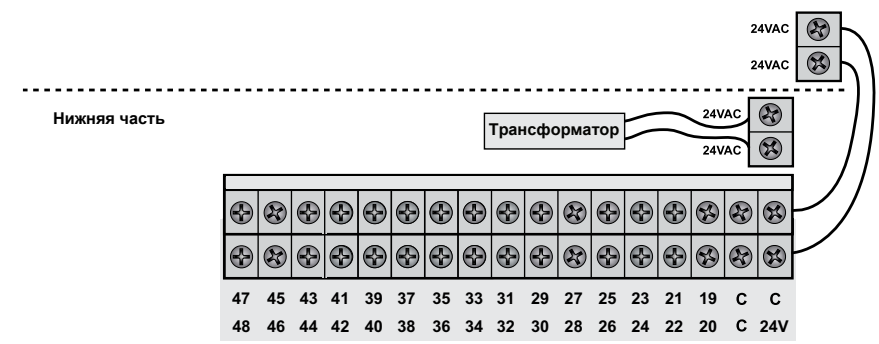 24VAC
24VAC
Нижняя часть
24VAC
Трансформатор
24VAC
47 45 43 41 39 37 35 33 31 29 27 25 23 21 19 C C
48 46 44 42 40 38 36 34 32 30 28 26 24 22 20 C 24V